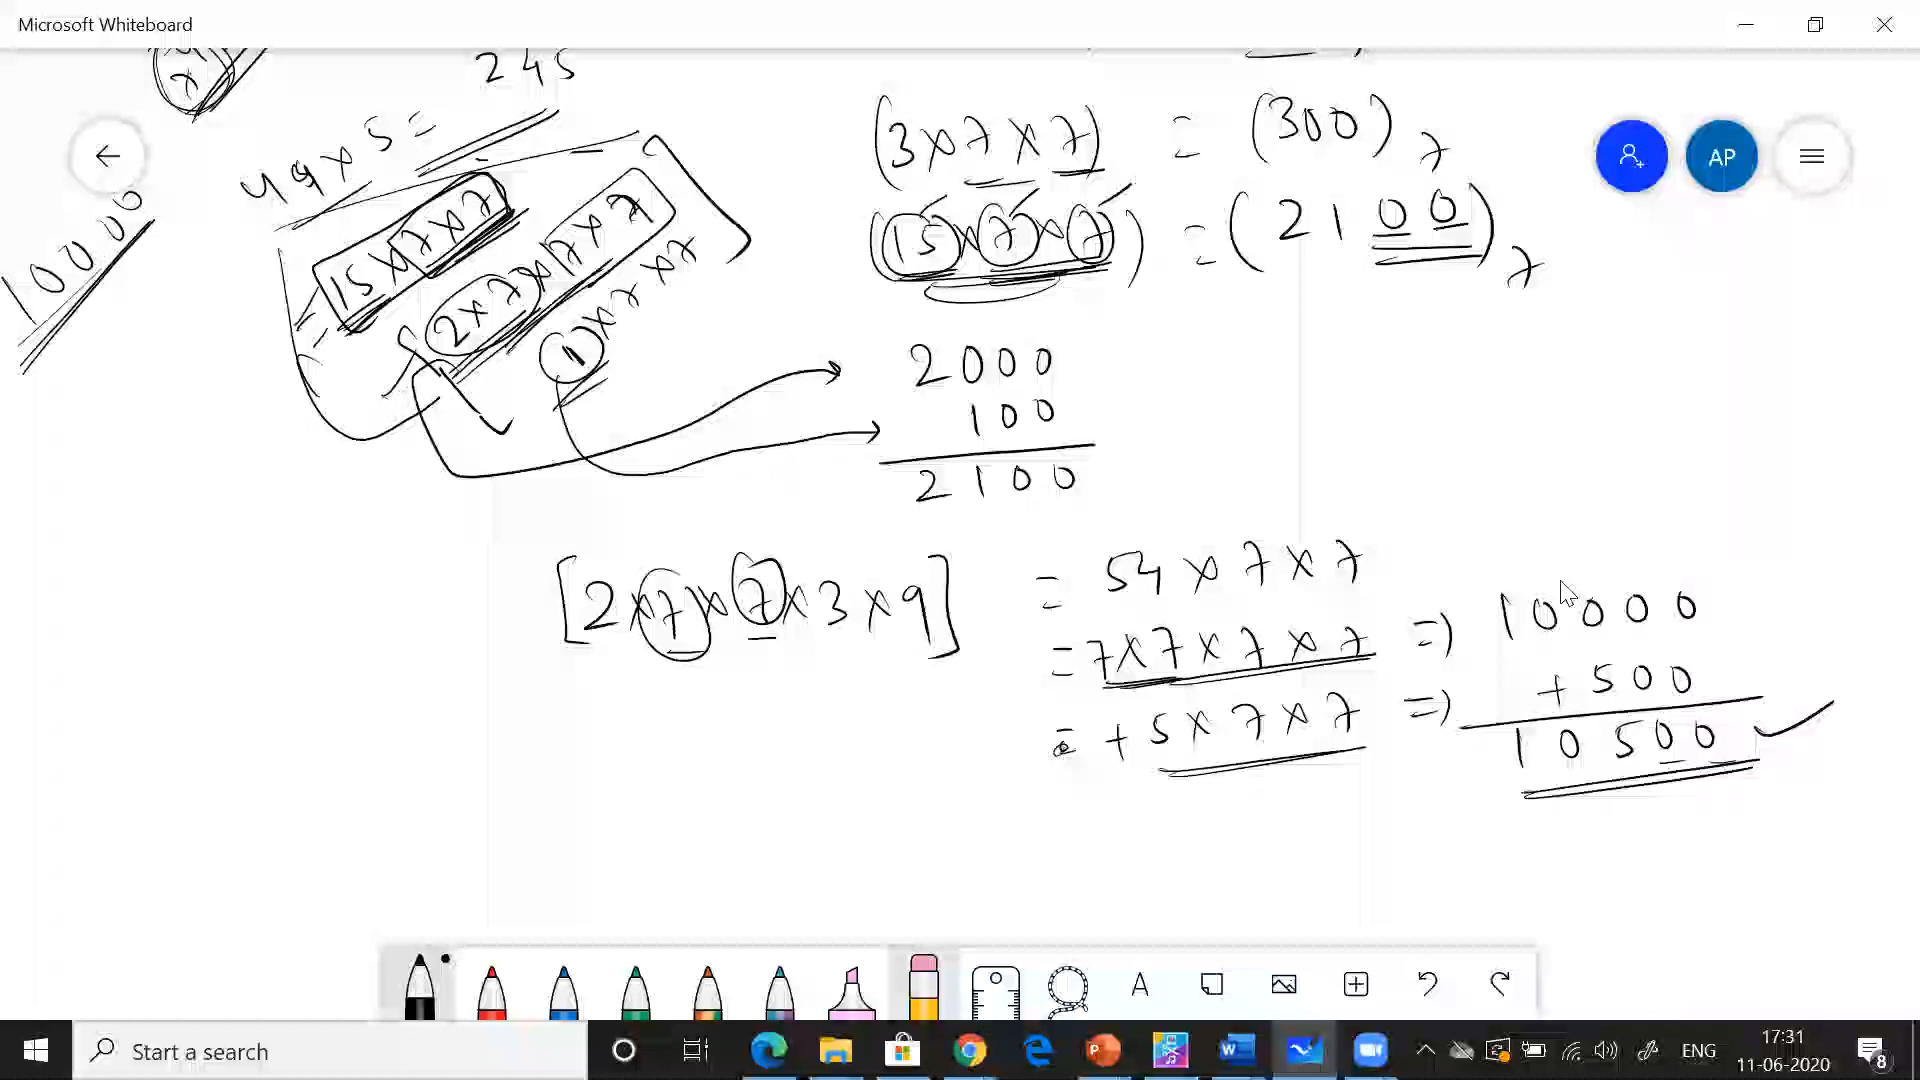 Microsoft Whiteboard
245
49 x 5 =
10000
15 x 7 x 7
2 x 7 x 7 x 7
1 x 7 x 7
(3 x 7 x 7) = (300)7
(15 x 7 x 7) = (2100)7
AP
2000
100
2100
[2 x 7 x 7 x 3 x 9] = 54 x 7 x 7
= 7 x 7 x 7 x 7 => 10000
= + 5 x 7 x 7 => + 500
10500
A
Start a search
ENG
17:31
11-06-2020
8